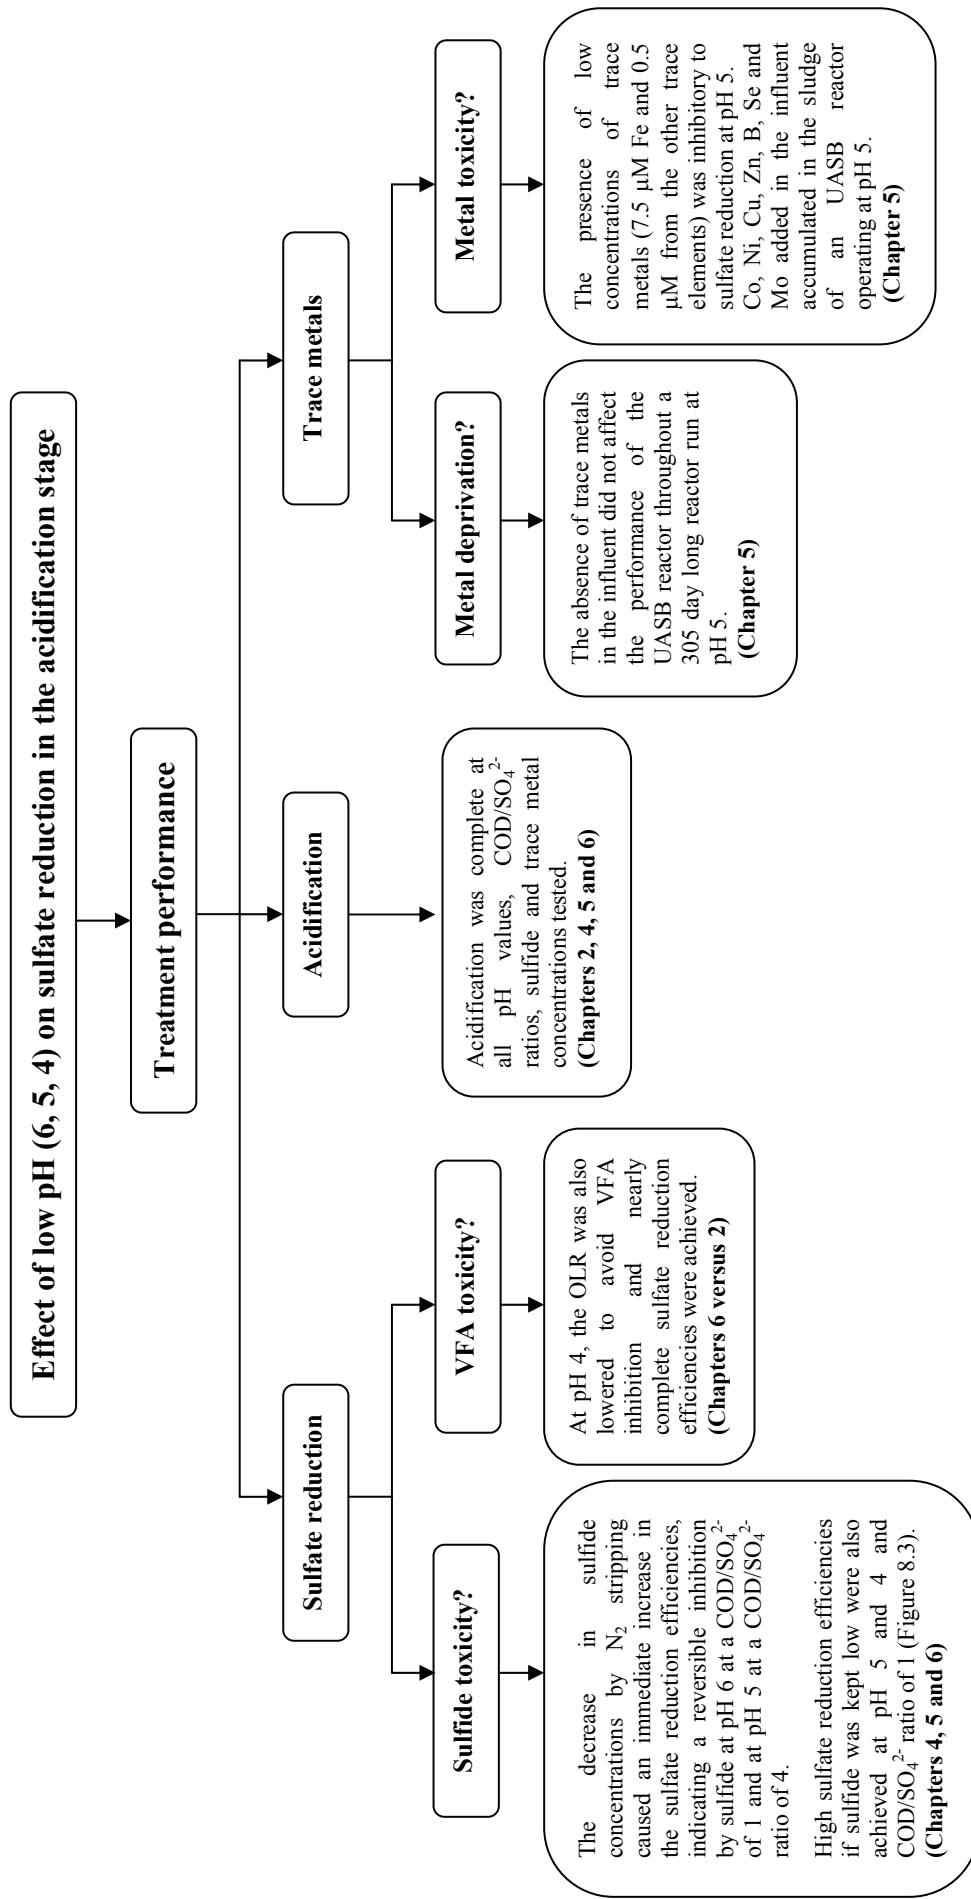 Effect of low pH (6, 5, 4) on sulfate reduction in the acidification stage
Treatment performance
Sulfate reduction
Acidification
Trace metals
Sulfide toxicity?
VFA toxicity?
Metal deprivation?
Metal toxicity?
The decrease in sulfide
concentrations by N₂ stripping
caused an immediate increase in
the sulfate reduction efficiencies,
indicating a reversible inhibition
by sulfide at pH 6 at a COD/SO₄²⁻
of 1 and at pH 5 at a COD/SO₄²⁻
ratio of 4.
High sulfate reduction efficiencies
if sulfide was kept low were also
achieved at pH 5 and 4 and
COD/SO₄²⁻ ratio of 1 (Figure 8.3).
(Chapters 4, 5 and 6)
At pH 4, the OLR was also
lowered to avoid VFA
inhibition and nearly
complete sulfate reduction
efficiencies were achieved.
(Chapters 6 versus 2)
Acidification was complete at
all pH values, COD/SO₄²⁻
ratios, sulfide and trace metal
concentrations tested.
(Chapters 2, 4, 5 and 6)
The absence of trace metals
in the influent did not affect
the performance of the
UASB reactor throughout a
305 day long reactor run at
pH 5.
(Chapter 5)
The presence of low
concentrations of trace
metals (7.5 μM Fe and 0.5
μM from the other trace
elements) was inhibitory to
sulfate reduction at pH 5.
Co, Ni, Cu, Zn, B, Se and
Mo added in the influent
accumulated in the sludge
of an UASB reactor
operating at pH 5.
(Chapter 5)